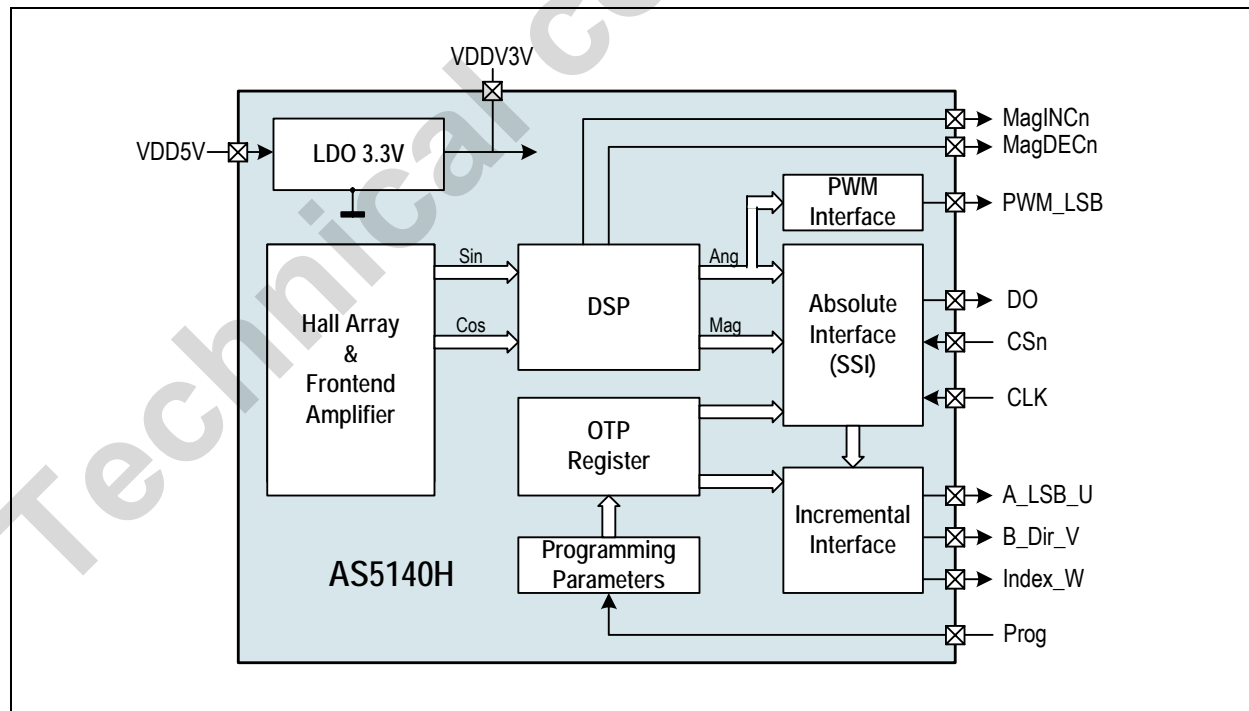 Technical co
VDDV3V
VDD5V
LDO 3.3V
MagINCn
MagDECn
PWM
Interface
PWM_LSB
Hall Array
&
Frontend
Amplifier
Sin
Cos
DSP
Ang
Mag
Absolute
Interface
(SSI)
DO
CSn
CLK
OTP
Register
Incremental
Interface
A_LSB_U
B_Dir_V
Index_W
Programming
Parameters
AS5140H
Prog